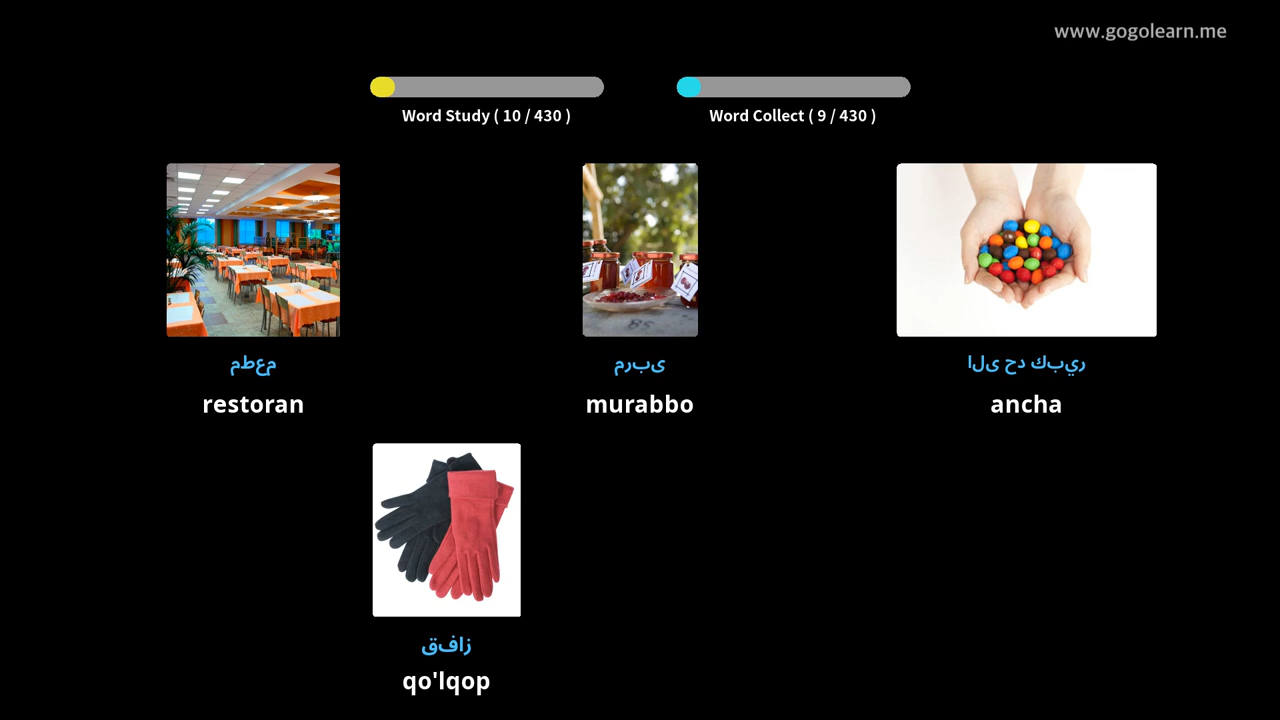 www.gogolearn.me
Word Study ( 10 / 430 )
Word Collect ( 9 / 430 )
مطعم
restoran
مربى
murabbo
الى حد كبير
ancha
قفاز
qo'lqop